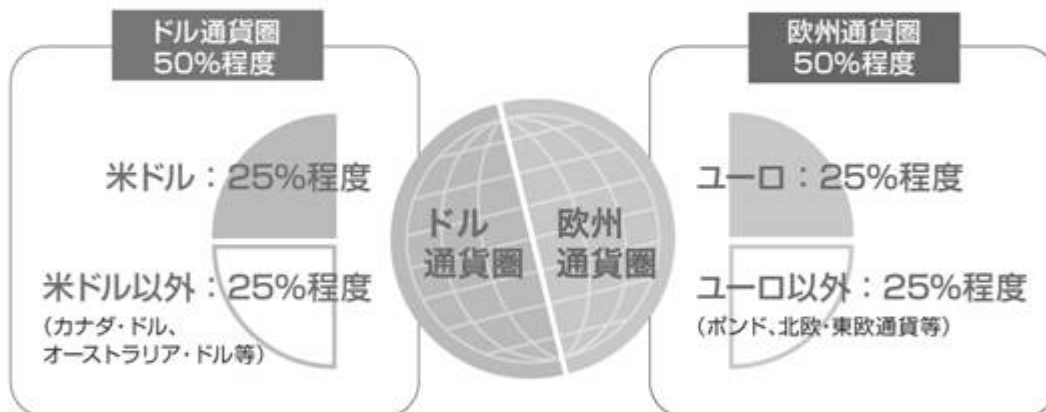 ドル通貨圏
50%程度
米ドル：25%程度
米ドル以外：25%程度
（カナダ・ドル、
オーストラリア・ドル等）
ドル
通貨圏
欧州
通貨圏
欧州通貨圏
50%程度
ユーロ：25%程度
ユーロ以外：25%程度
（ポンド、北欧・東欧通貨等）